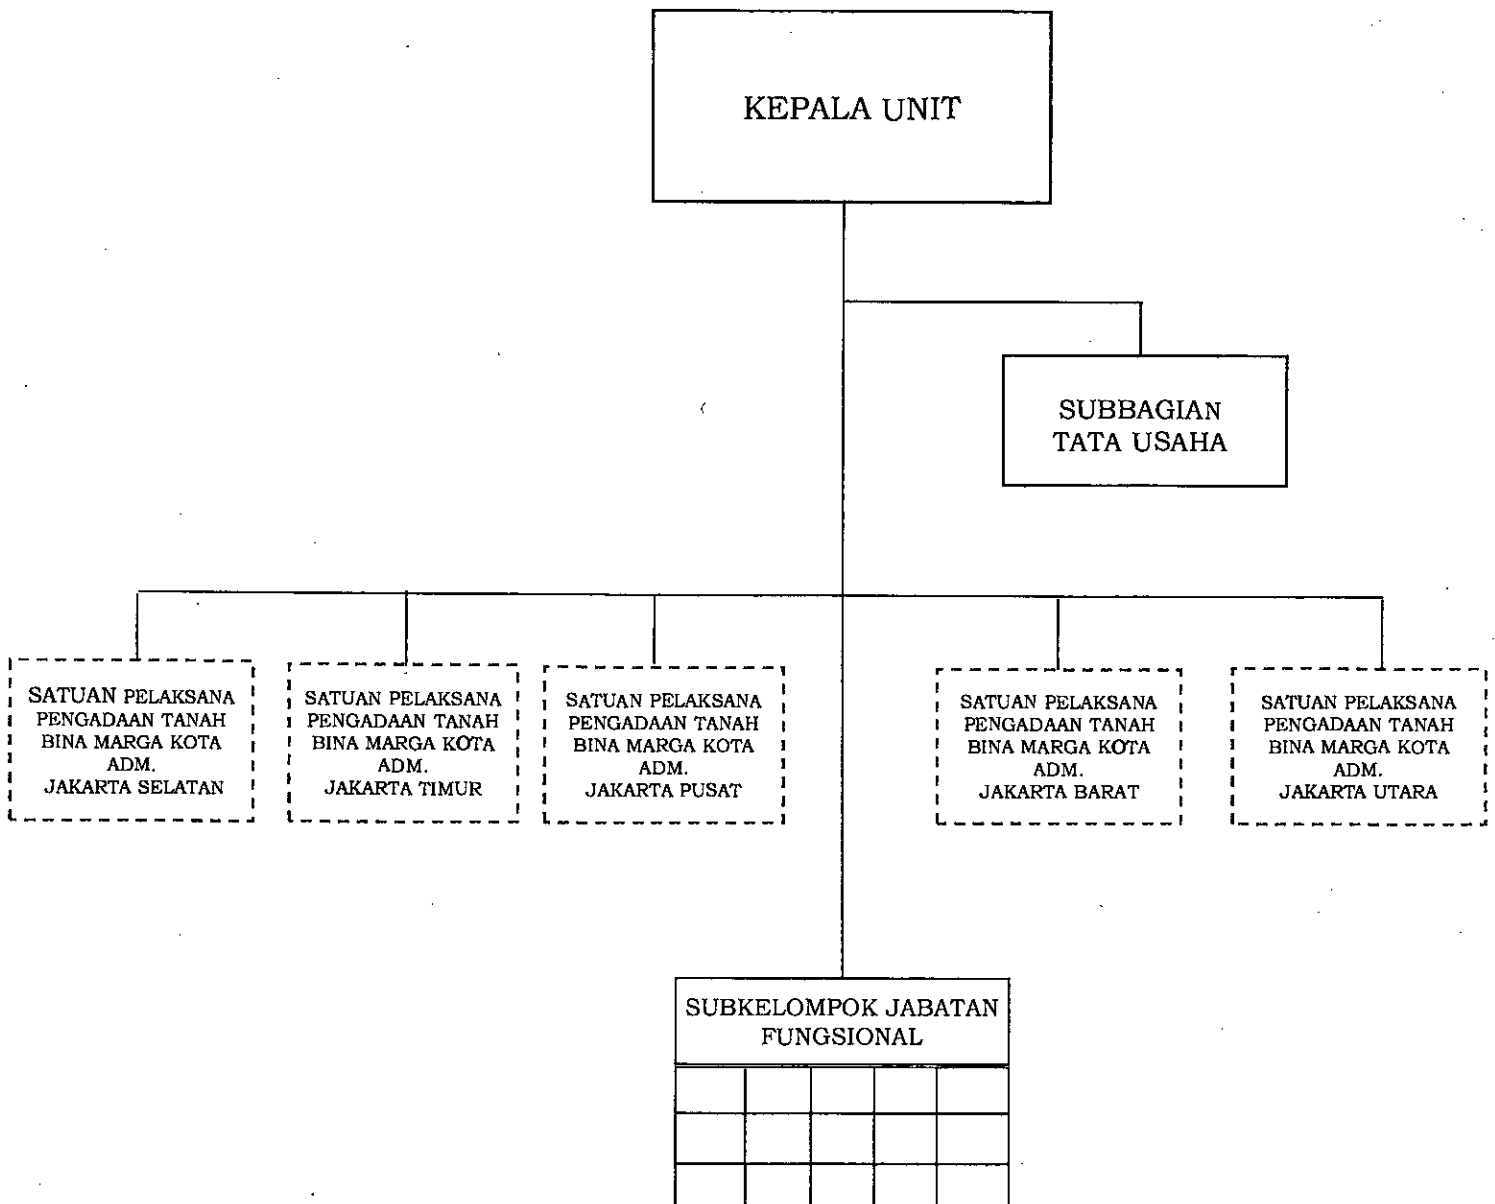 KEPALA UNIT
SUBBAGIAN
TATA USAHA
SATUAN PELAKSANA
PENGADAAN TANAH
BINA MARGA KOTA
ADM.
JAKARTA SELATAN
SATUAN PELAKSANA
PENGADAAN TANAH
BINA MARGA KOTA
ADM.
JAKARTA TIMUR
SATUAN PELAKSANA
PENGADAAN TANAH
BINA MARGA KOTA
ADM.
JAKARTA PUSAT
SATUAN PELAKSANA
PENGADAAN TANAH
BINA MARGA KOTA
ADM.
JAKARTA BARAT
SATUAN PELAKSANA
PENGADAAN TANAH
BINA MARGA KOTA
ADM.
JAKARTA UTARA
SUBKELOMPOK JABATAN
FUNGSIONAL